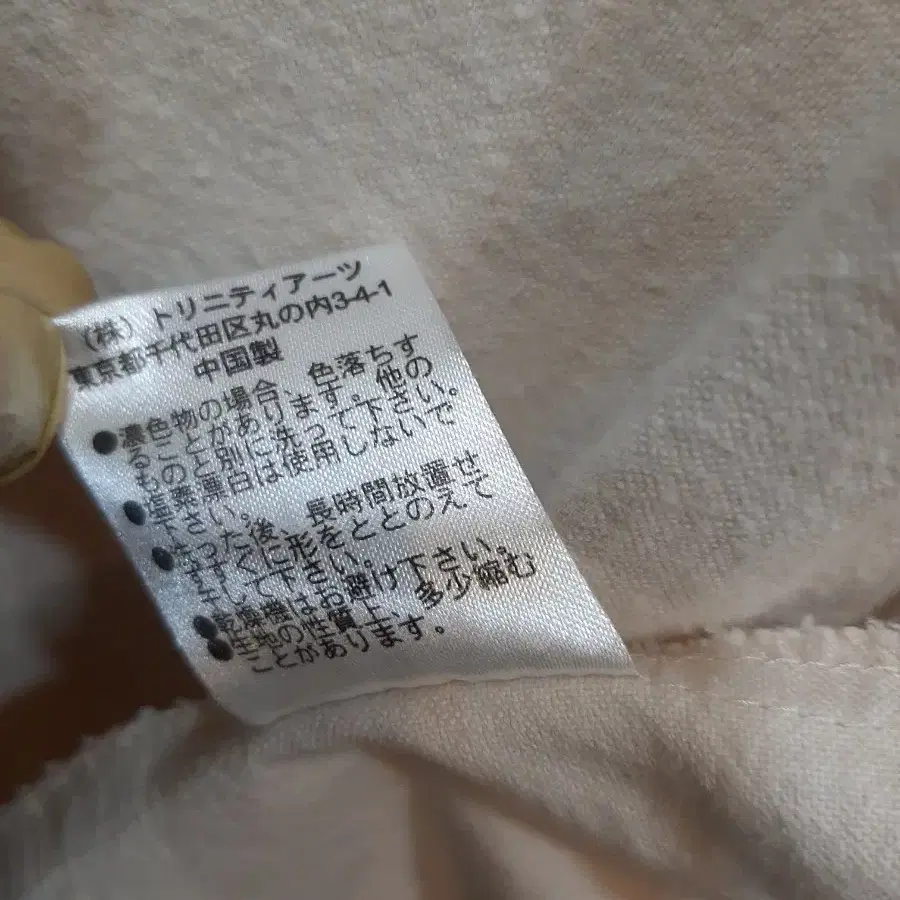 (株)トリニティアーツ
東京都千代田区丸の内3-4-1
中国製
●濃色物の場合、色落ちす
ることがあります。他の
ものと別に洗って下さい。
●塩素漂白は使用しないで
下さい。
●洗った後、長時間放置せ
ずすぐに形をととのえて
干して下さい。
●乾燥機はお避け下さい。
●生地の性質上、多少縮む
ことがあります。